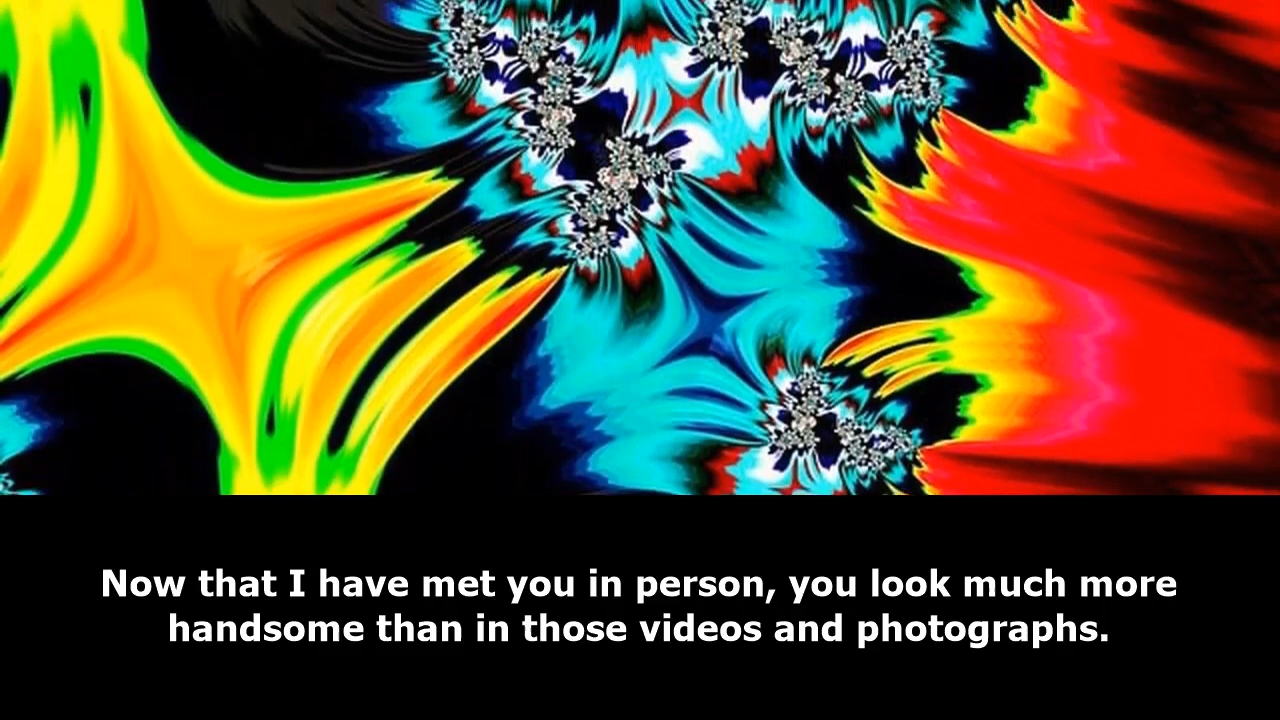 Now that I have met you in person, you look much more
handsome than in those videos and photographs.